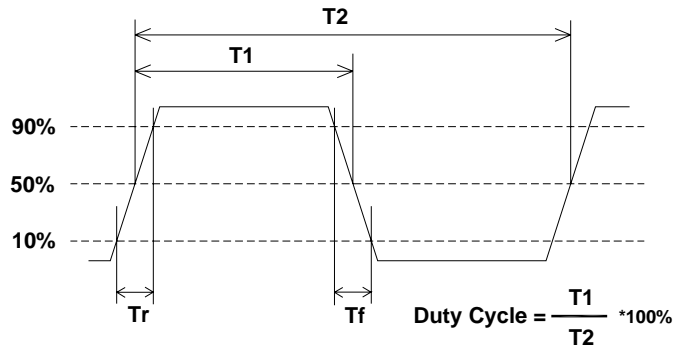 T2
T1
90%
50%
10%
Tr
Tf
Duty Cycle = T1 / T2 *100%